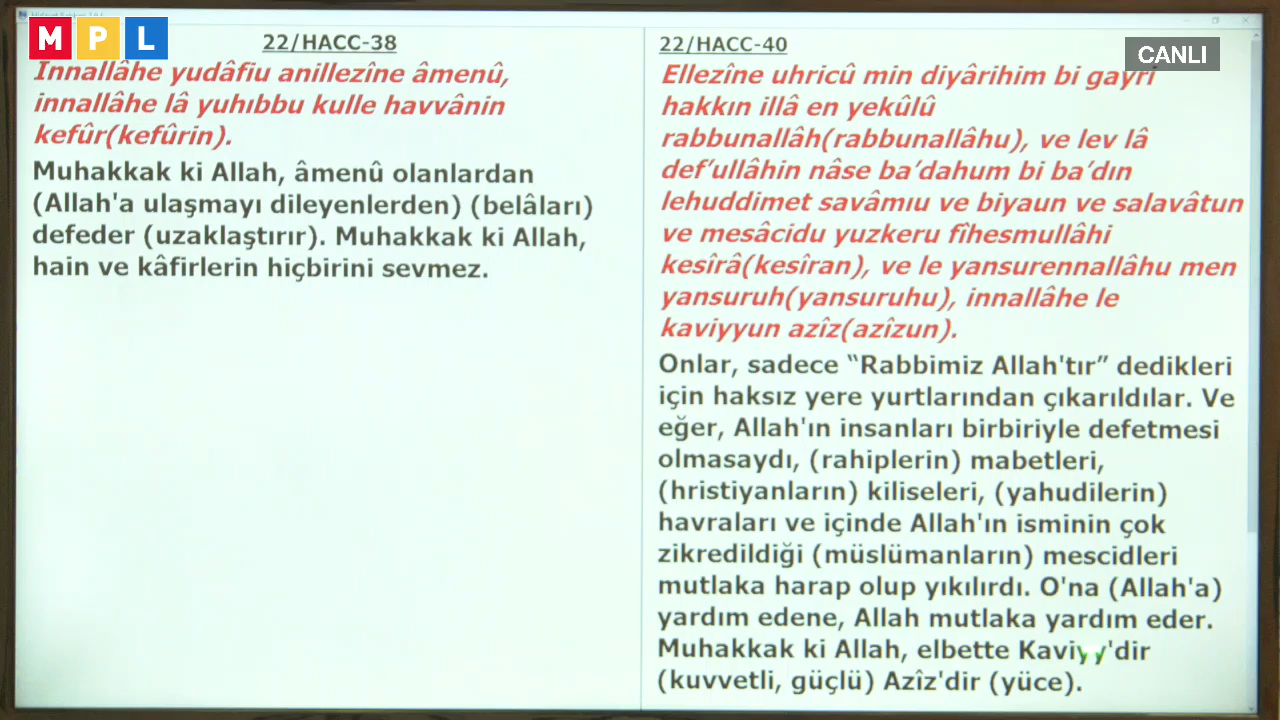 MPL
CANLI
22/HACC-38
İnnallâhe yudâfiu anillezîne âmenû,
innallâhe lâ yuhıbbu kulle havvânin
kefûr(kefûrin).
Muhakkak ki Allah, âmenû olanlardan
(Allah'a ulaşmayı dileyenlerden) (belâları)
defeder (uzaklaştırır). Muhakkak ki Allah,
hain ve kâfirlerin hiçbirini sevmez.
22/HACC-40
Ellezîne uhricû min diyârihim bi gayri
hakkın illâ en yekûlû
rabbunallâh(rabbunallâhu), ve lev lâ
def’ullâhin nâse ba’dahum bi ba’dın
lehuddimet savâmıu ve biyaun ve salavâtun
ve mesâcidu yuzkeru fîhesmullâhi
kesîrâ(kesîran), ve le yansurennallâhu men
yansuruh(yansuruhu), innallâhe le
kaviyyun azîz(azîzun).
Onlar, sadece “Rabbimiz Allah'tır” dedikleri
için haksız yere yurtlarından çıkarıldılar. Ve
eğer, Allah'ın insanları birbiriyle defetmesi
olmasaydı, (rahiplerin) mabetleri,
(hristiyanların) kiliseleri, (yahudilerin)
havraları ve içinde Allah'ın isminin çok
zikredildiği (müslümanların) mescidleri
mutlaka harap olup yıkılırdı. O'na (Allah'a)
yardım edene, Allah mutlaka yardım eder.
Muhakkak ki Allah, elbette Kaviyy'dir
(kuvvetli, güçlü) Azîz'dir (yüce).